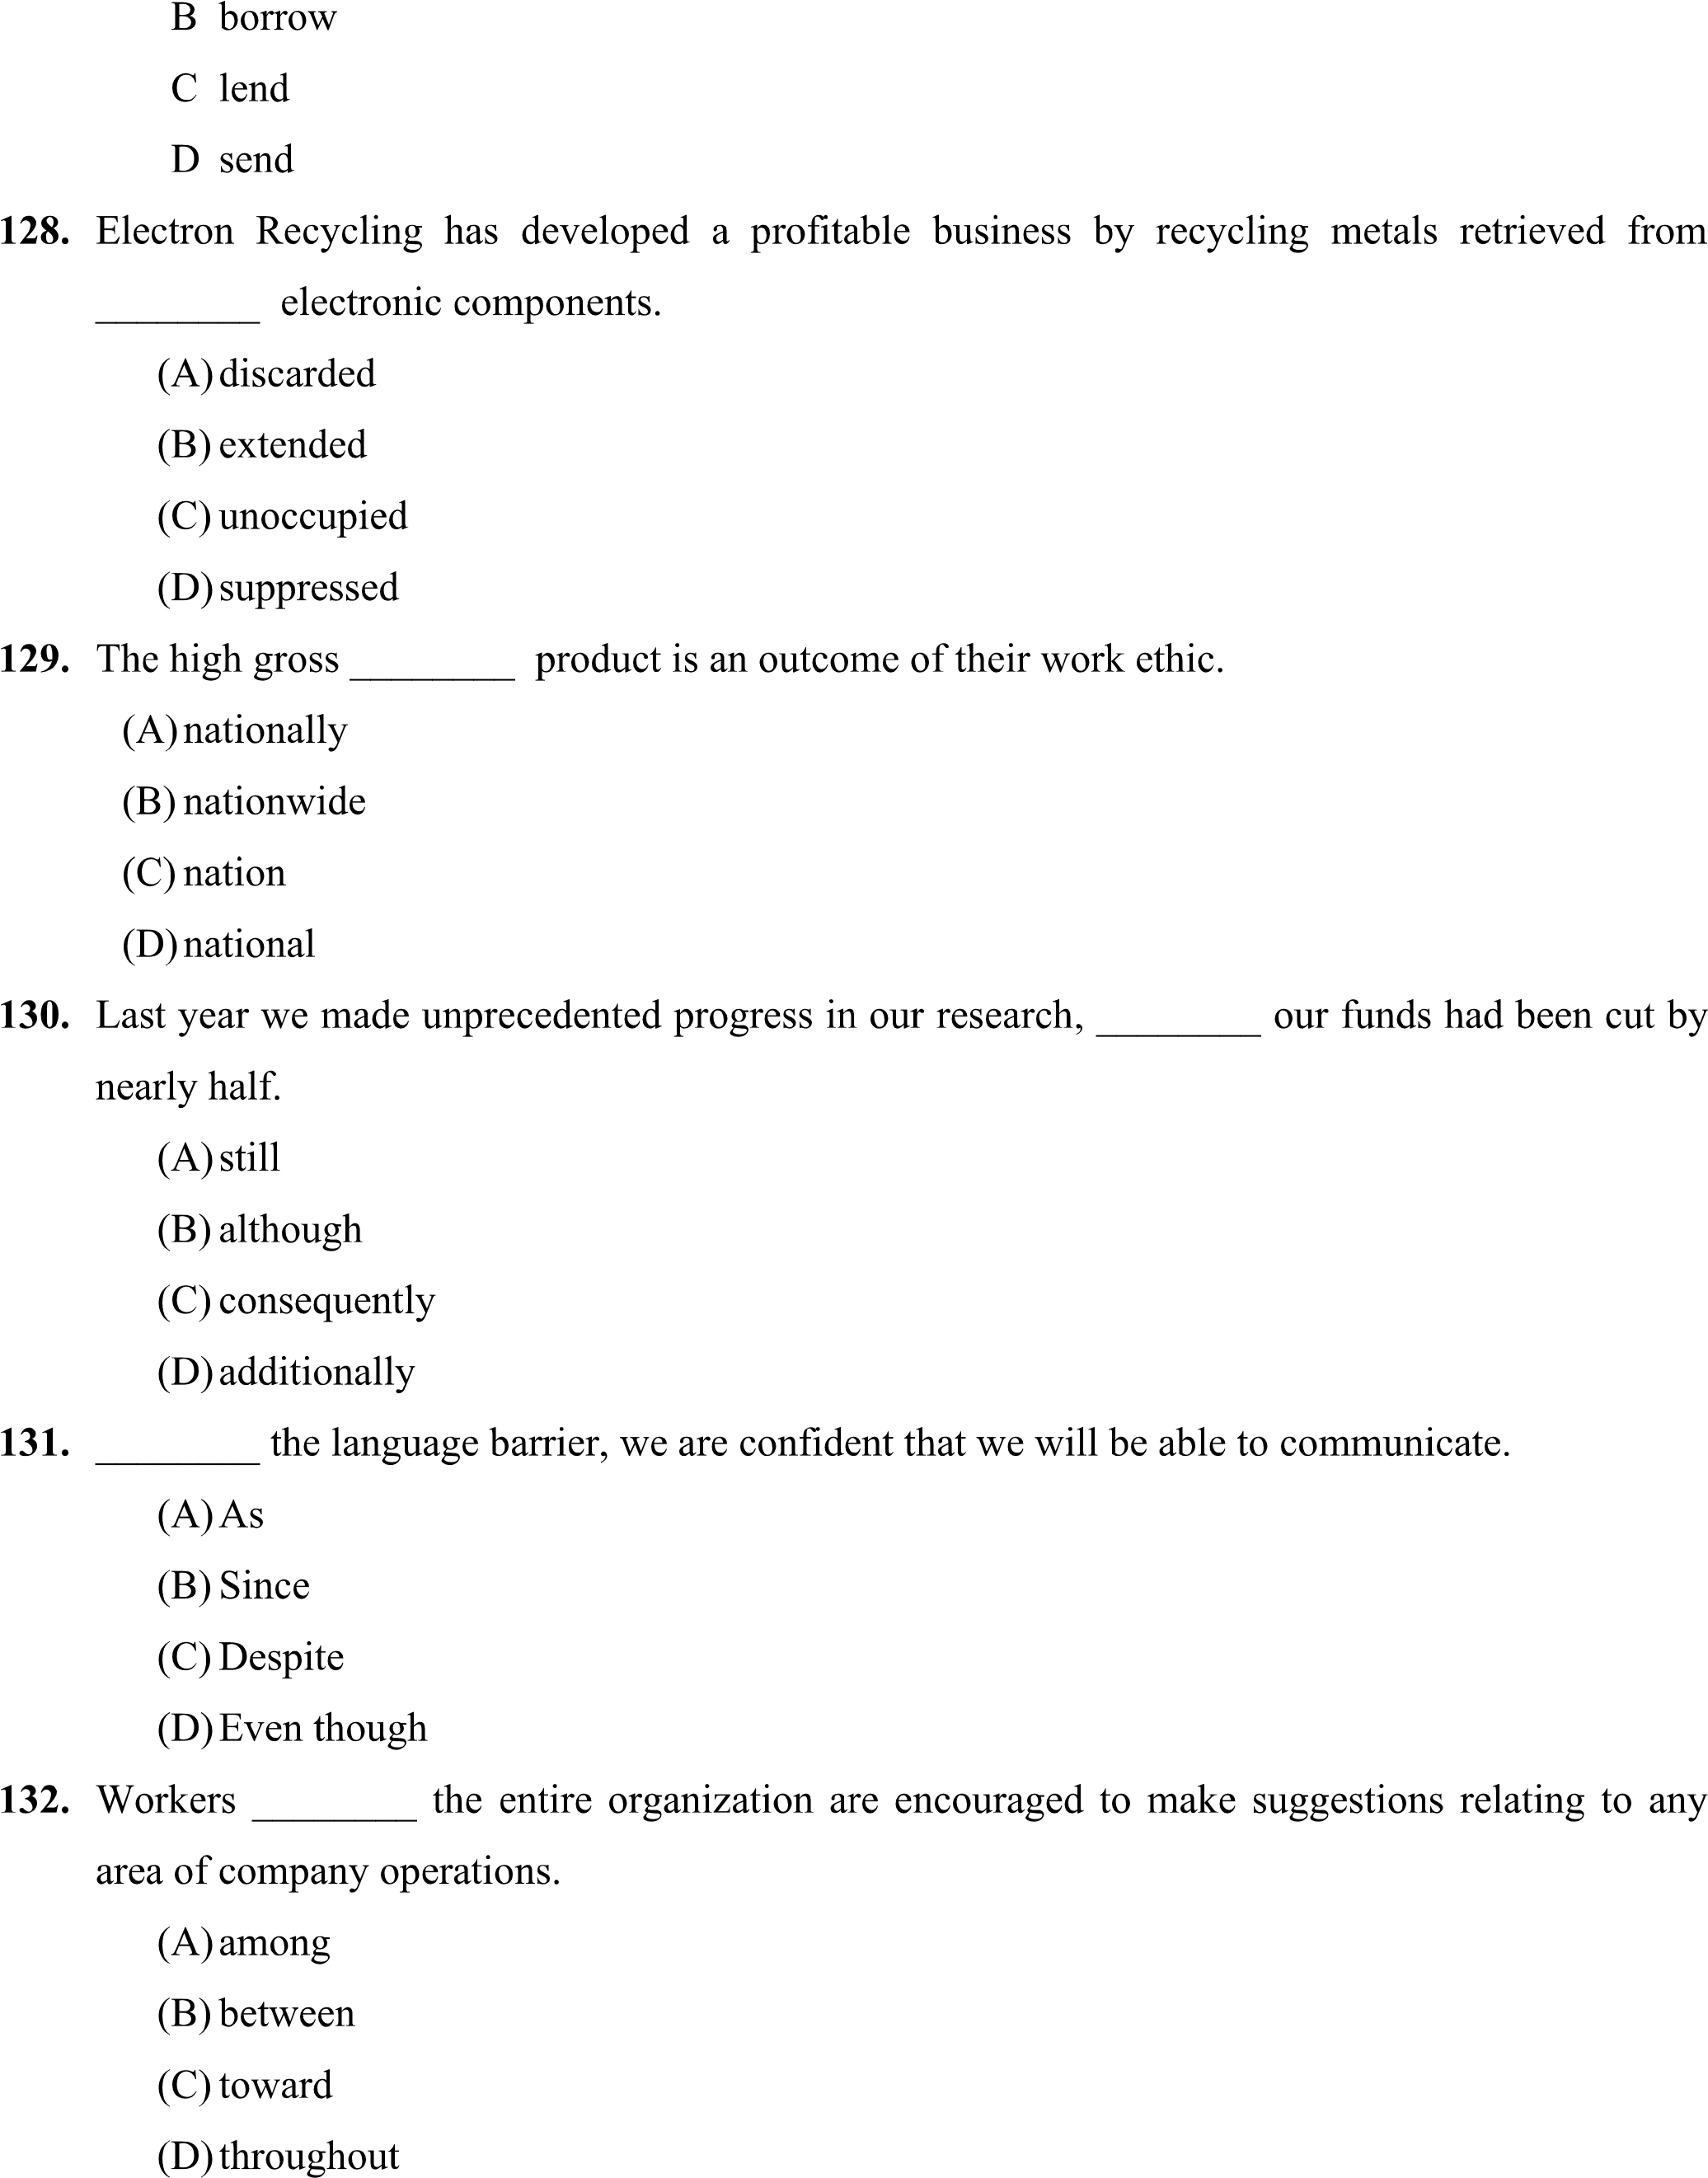 B borrow
C lend
D send
128. Electron Recycling has developed a profitable business by recycling metals retrieved from
________ electronic components.
(A) discarded
(B) extended
(C) unoccupied
(D) suppressed
129. The high gross ________ product is an outcome of their work ethic.
(A) nationally
(B) nationwide
(C) nation
(D) national
130. Last year we made unprecedented progress in our research, ________ our funds had been cut by
nearly half.
(A) still
(B) although
(C) consequently
(D) additionally
131. ________ the language barrier, we are confident that we will be able to communicate.
(A) As
(B) Since
(C) Despite
(D) Even though
132. Workers ________ the entire organization are encouraged to make suggestions relating to any
area of company operations.
(A) among
(B) between
(C) toward
(D) throughout